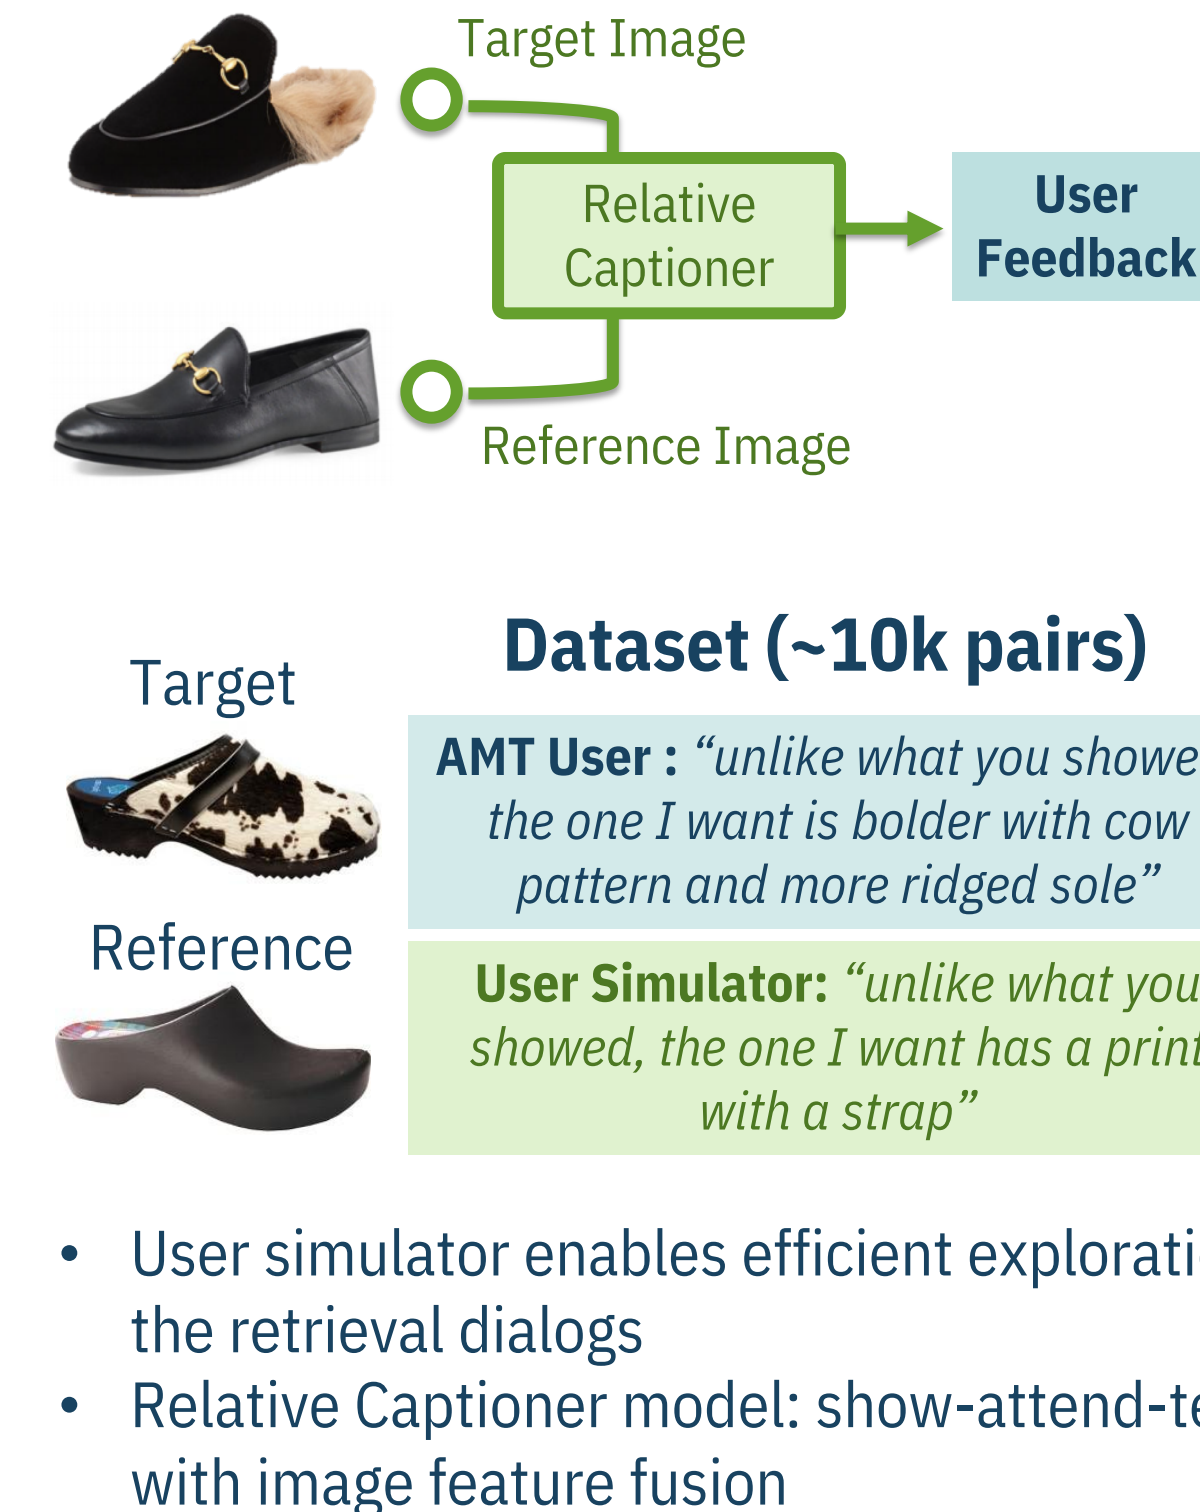 Target Image
Relative
Captioner
User
Feedback
Reference Image
Dataset (~10k pairs)
Target
AMT User : “unlike what you showe
the one I want is bolder with cow
pattern and more ridged sole”
Reference
User Simulator: “unlike what you
showed, the one I want has a print
with a strap”
• User simulator enables efficient explorati
the retrieval dialogs
• Relative Captioner model: show-attend-te
with image feature fusion